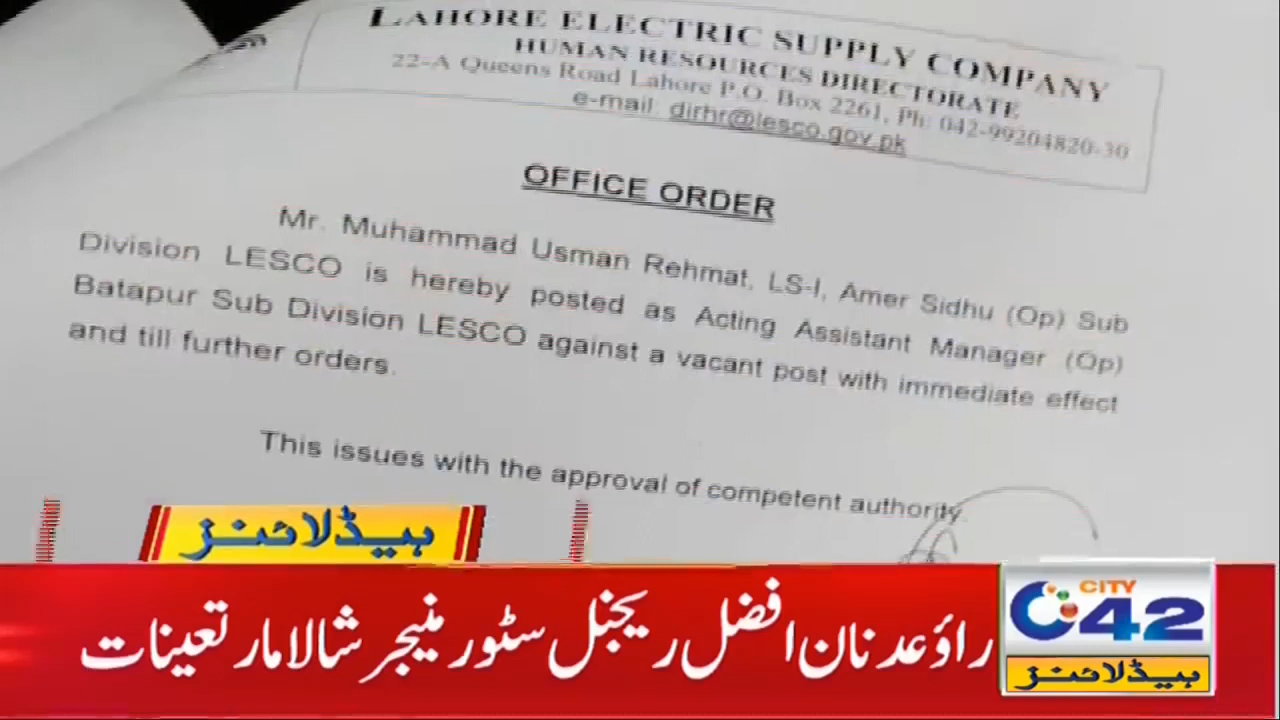 LAHORE ELECTRIC SUPPLY COMPANY
HUMAN RESOURCES DIRECTORATE
22-A Queens Road Lahore P.O. Box 2261, Ph: 042-99204820-30
e-mail: dirhr@lesco.gov.pk
OFFICE ORDER
Mr. Muhammad Usman Rehmat, LS-I, Amer Sidhu (Op) Sub
Division LESCO is hereby posted as Acting Assistant Manager (Op)
Batapur Sub Division LESCO against a vacant post with immediate effect
and till further orders.
This issues with the approval of competent authority.
ہیڈلائنز
راؤ عدنان افضل ریجنل سٹور منیجر شالامار تعینات
CITY
42
ہیڈلائنز